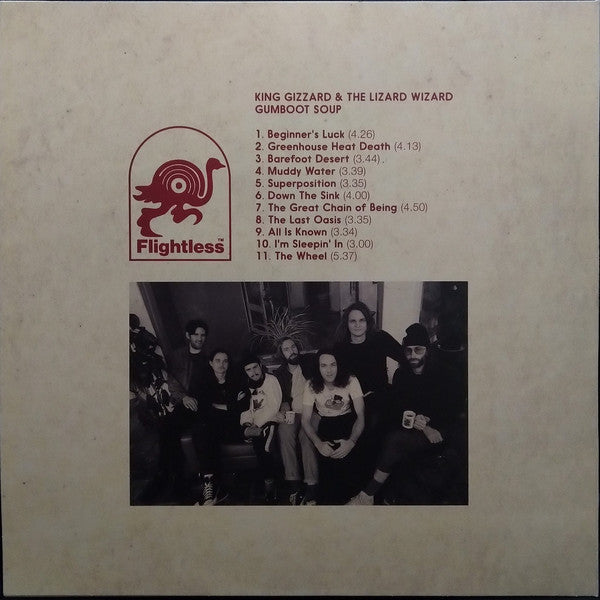 KING GIZZARD & THE LIZARD WIZARD
GUMBOOT SOUP
1. Beginner's Luck (4.26)
2. Greenhouse Heat Death (4.13)
3. Barefoot Desert (3.44)
4. Muddy Water (3.39)
5. Superposition (3.35)
6. Down The Sink (4.00)
7. The Great Chain of Being (4.50)
8. The Last Oasis (3.35)
9. All Is Known (3.34)
10. I'm Sleepin' In (3.00)
11. The Wheel (5.37)
Flightless™